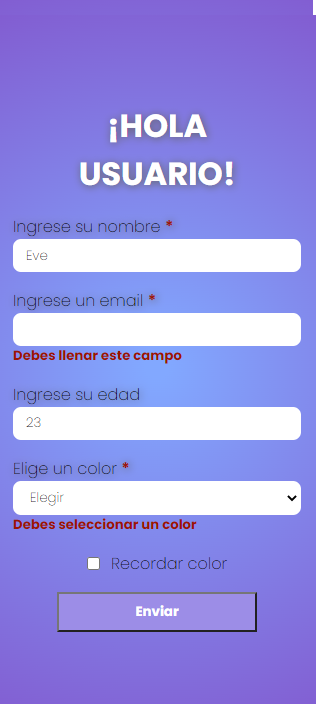 ¡HOLA
USUARIO!
Ingrese su nombre *
Eve
Ingrese un email *
Debes llenar este campo
Ingrese su edad
23
Elige un color *
Elegir
Debes seleccionar un color
Recordar color
Enviar